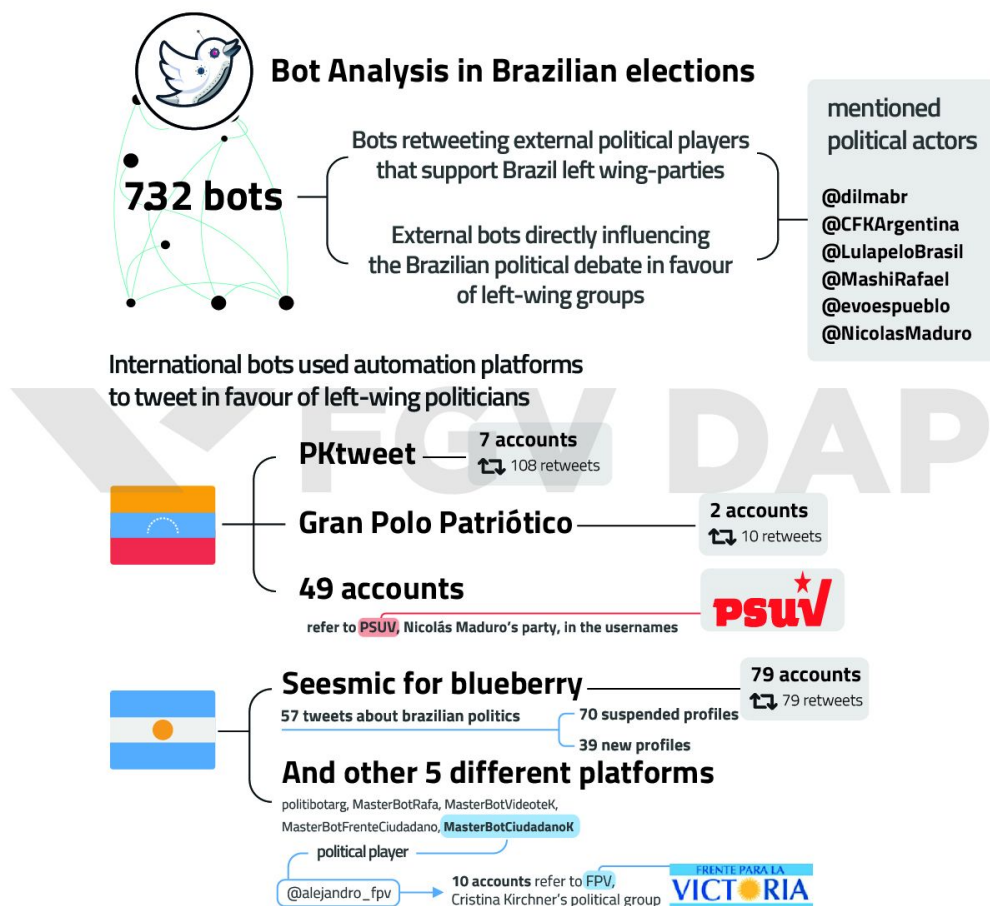 Bot Analysis in Brazilian elections
732 bots
Bots retweeting external political players
that support Brazil left wing-parties
External bots directly influencing
the Brazilian political debate in favour
of left-wing groups
mentioned
political actors
@dilmabr
@CFKArgentina
@LulapeloBrasil
@MashiRafael
@evoespueblo
@NicolasMaduro
International bots used automation platforms
to tweet in favour of left-wing politicians
FGV DAP
PKtweet
7 accounts
108 retweets
Gran Polo Patriótico
2 accounts
10 retweets
49 accounts
refer to PSUV, Nicolás Maduro's party, in the usernames
psuv
Seesmic for blueberry
79 accounts
79 retweets
57 tweets about brazilian politics
70 suspended profiles
39 new profiles
And other 5 different platforms
politibotarg, MasterBotRafa, MasterBotVideoteK,
MasterBotFrenteCiudadano, MasterBotCiudadanoK
political player
@alejandro_fpv
10 accounts refer to FPV,
Cristina Kirchner's political group
FRENTE PARA LA
VICTORIA